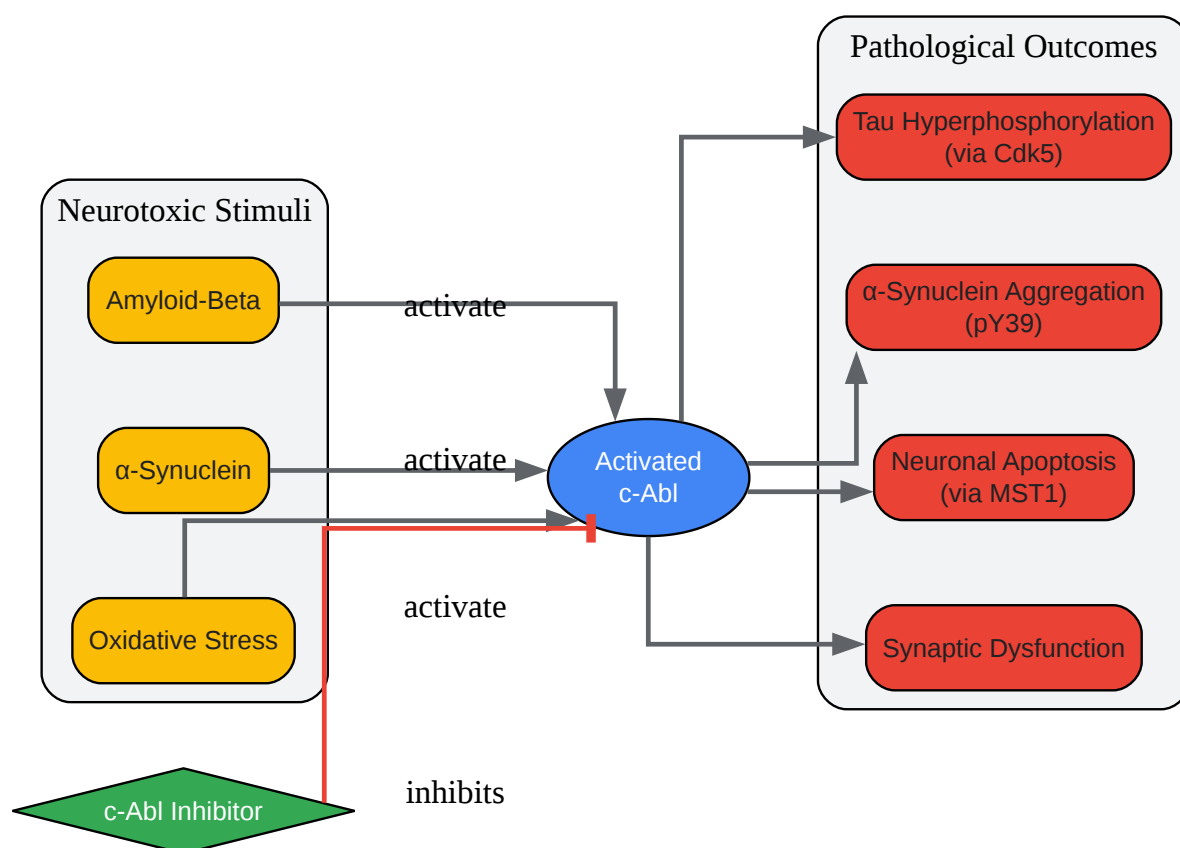 Neurotoxic Stimuli
Amyloid-Beta
α-Synuclein
Oxidative Stress
c-Abl Inhibitor
activate
activate
activate
inhibits
Activated
c-Abl
Pathological Outcomes
Tau Hyperphosphorylation
(via Cdk5)
α-Synuclein Aggregation
(pY39)
Neuronal Apoptosis
(via MST1)
Synaptic Dysfunction